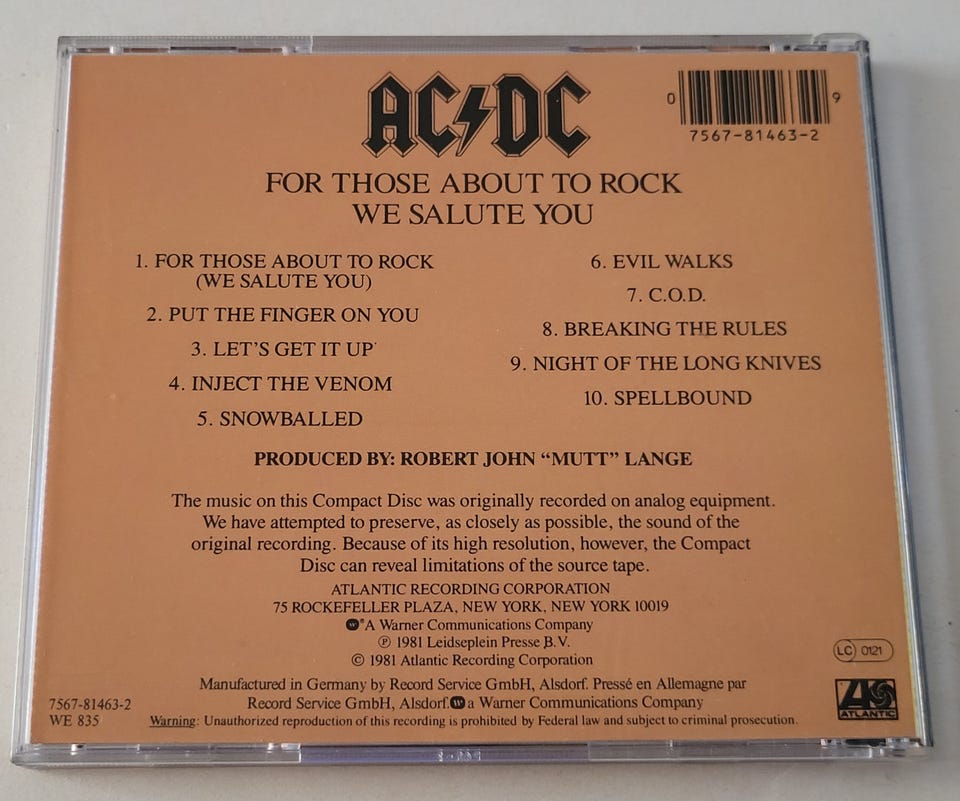 AC⚡DC
0 9
7567-81463-2
FOR THOSE ABOUT TO ROCK
WE SALUTE YOU
1. FOR THOSE ABOUT TO ROCK
(WE SALUTE YOU)
2. PUT THE FINGER ON YOU
3. LET'S GET IT UP
4. INJECT THE VENOM
5. SNOWBALLED
6. EVIL WALKS
7. C.O.D.
8. BREAKING THE RULES
9. NIGHT OF THE LONG KNIVES
10. SPELLBOUND
PRODUCED BY: ROBERT JOHN “MUTT” LANGE
The music on this Compact Disc was originally recorded on analog equipment.
We have attempted to preserve, as closely as possible, the sound of the
original recording. Because of its high resolution, however, the Compact
Disc can reveal limitations of the source tape.
ATLANTIC RECORDING CORPORATION
75 ROCKEFELLER PLAZA, NEW YORK, NEW YORK 10019
A Warner Communications Company
℗ 1981 Leidseplein Presse B.V.
© 1981 Atlantic Recording Corporation
LC 0121
Manufactured in Germany by Record Service GmbH, Alsdorf. Pressé en Allemagne par
Record Service GmbH, Alsdorf. a Warner Communications Company
7567-81463-2
WE 835
Warning: Unauthorized reproduction of this recording is prohibited by Federal law and subject to criminal prosecution.
ATLANTIC